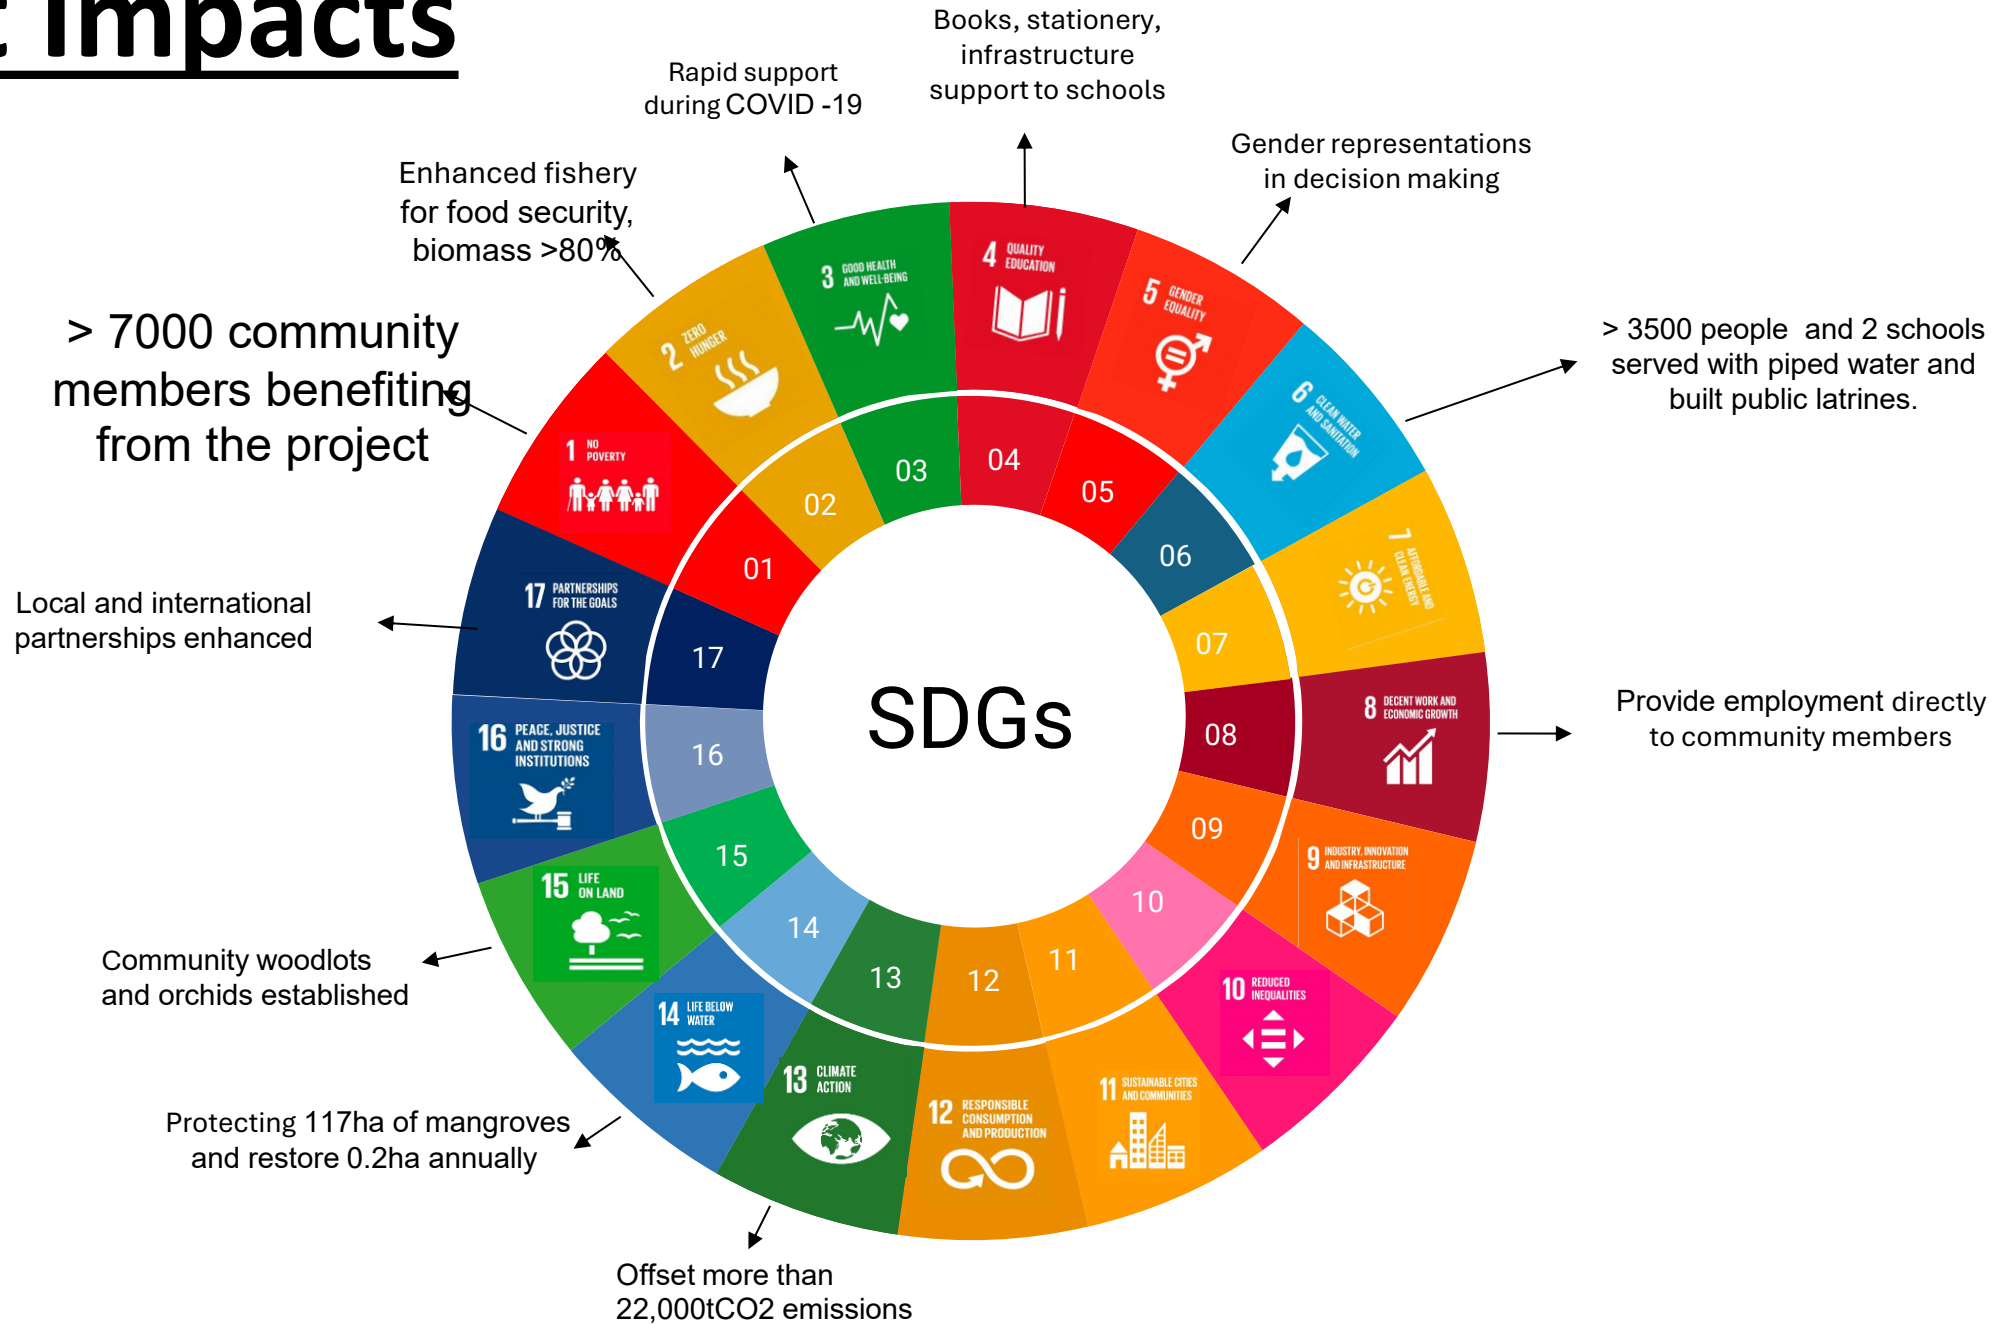 t Impacts
Books, stationery,
infrastructure
support to schools
Rapid support
during COVID -19
Gender representations
in decision making
Enhanced fishery
for food security,
biomass >80%
> 7000 community
members benefiting
from the project
> 3500 people and 2 schools
served with piped water and
built public latrines.
Local and international
partnerships enhanced
Provide employment directly
to community members
Community woodlots
and orchids established
Protecting 117ha of mangroves
and restore 0.2ha annually
Offset more than
22,000tCO2 emissions
1 NO
POVERTY
2 ZERO
HUNGER
3 GOOD HEALTH
AND WELL-BEING
4 QUALITY
EDUCATION
5 GENDER
EQUALITY
6 CLEAN WATER
AND SANITATION
7 AFFORDABLE AND
CLEAN ENERGY
8 DECENT WORK AND
ECONOMIC GROWTH
9 INDUSTRY, INNOVATION
AND INFRASTRUCTURE
10 REDUCED
INEQUALITIES
11 SUSTAINABLE CITIES
AND COMMUNITIES
12 RESPONSIBLE
CONSUMPTION
AND PRODUCTION
13 CLIMATE
ACTION
14 LIFE BELOW
WATER
15 LIFE
ON LAND
16 PEACE, JUSTICE
AND STRONG
INSTITUTIONS
17 PARTNERSHIPS
FOR THE GOALS
01
02
03
04
05
06
07
08
09
10
11
12
13
14
15
16
17
SDGs